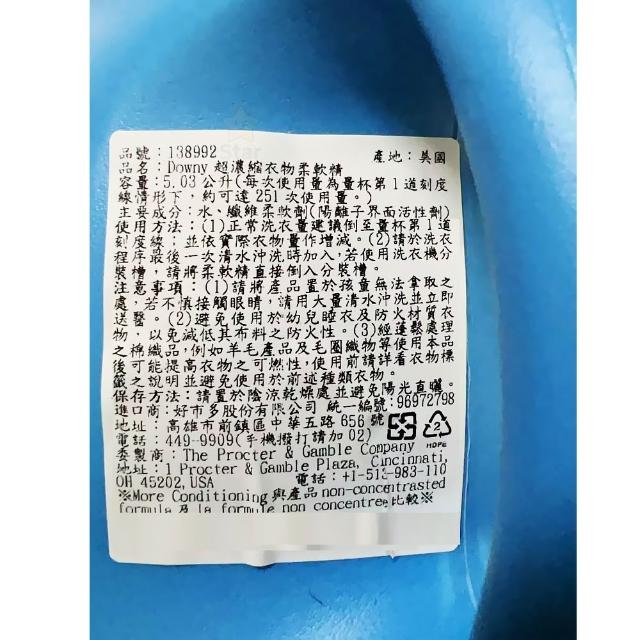 品號：138992 產地：美國
品名：Downy 超濃縮衣物柔軟精
容量：5.03 公升(每次使用量為量杯第1道刻度
線情形下，約可達 251 次使用量。)
主要成分：水、纖維柔軟劑(陽離子界面活性劑)
使用方法：(1)正常洗衣量建議倒至量杯第1道
刻度線；並依實際衣物量作增減。(2)請於洗衣
程序最後一次清水沖洗時加入，若使用洗衣機分
裝槽，請將柔軟精直接倒入分裝槽。
注意事項：(1)請將產品置於孩童無法拿取之
處，若不慎接觸眼睛，請用大量清水沖洗並立即
送醫。(2)避免使用於幼兒睡衣及防火材質衣
物，以免減低其布料之防火性。(3)經蓬鬆處理
之棉織品，例如羊毛產品及毛圈織物等使用本品
後可能提高衣物之可燃性，使用前請詳看衣物標
籤之說明並避免使用於前述種類衣物。
保存方法：請置於陰涼乾燥處並避免陽光直曬。
進口商：好市多股份有限公司 統一編號：96972798
地址：高雄市前鎮區中華五路 656 號
電話：449-9909(手機撥打請加 02)
委製商：The Procter & Gamble Company
HDPE
地址：1 Procter & Gamble Plaza, Cincinnati,
OH 45202,USA 電話：+1-513-983-110
※More Conditioning 與產品 non-concentrasted
formula 及 la formule non concentree 比較※